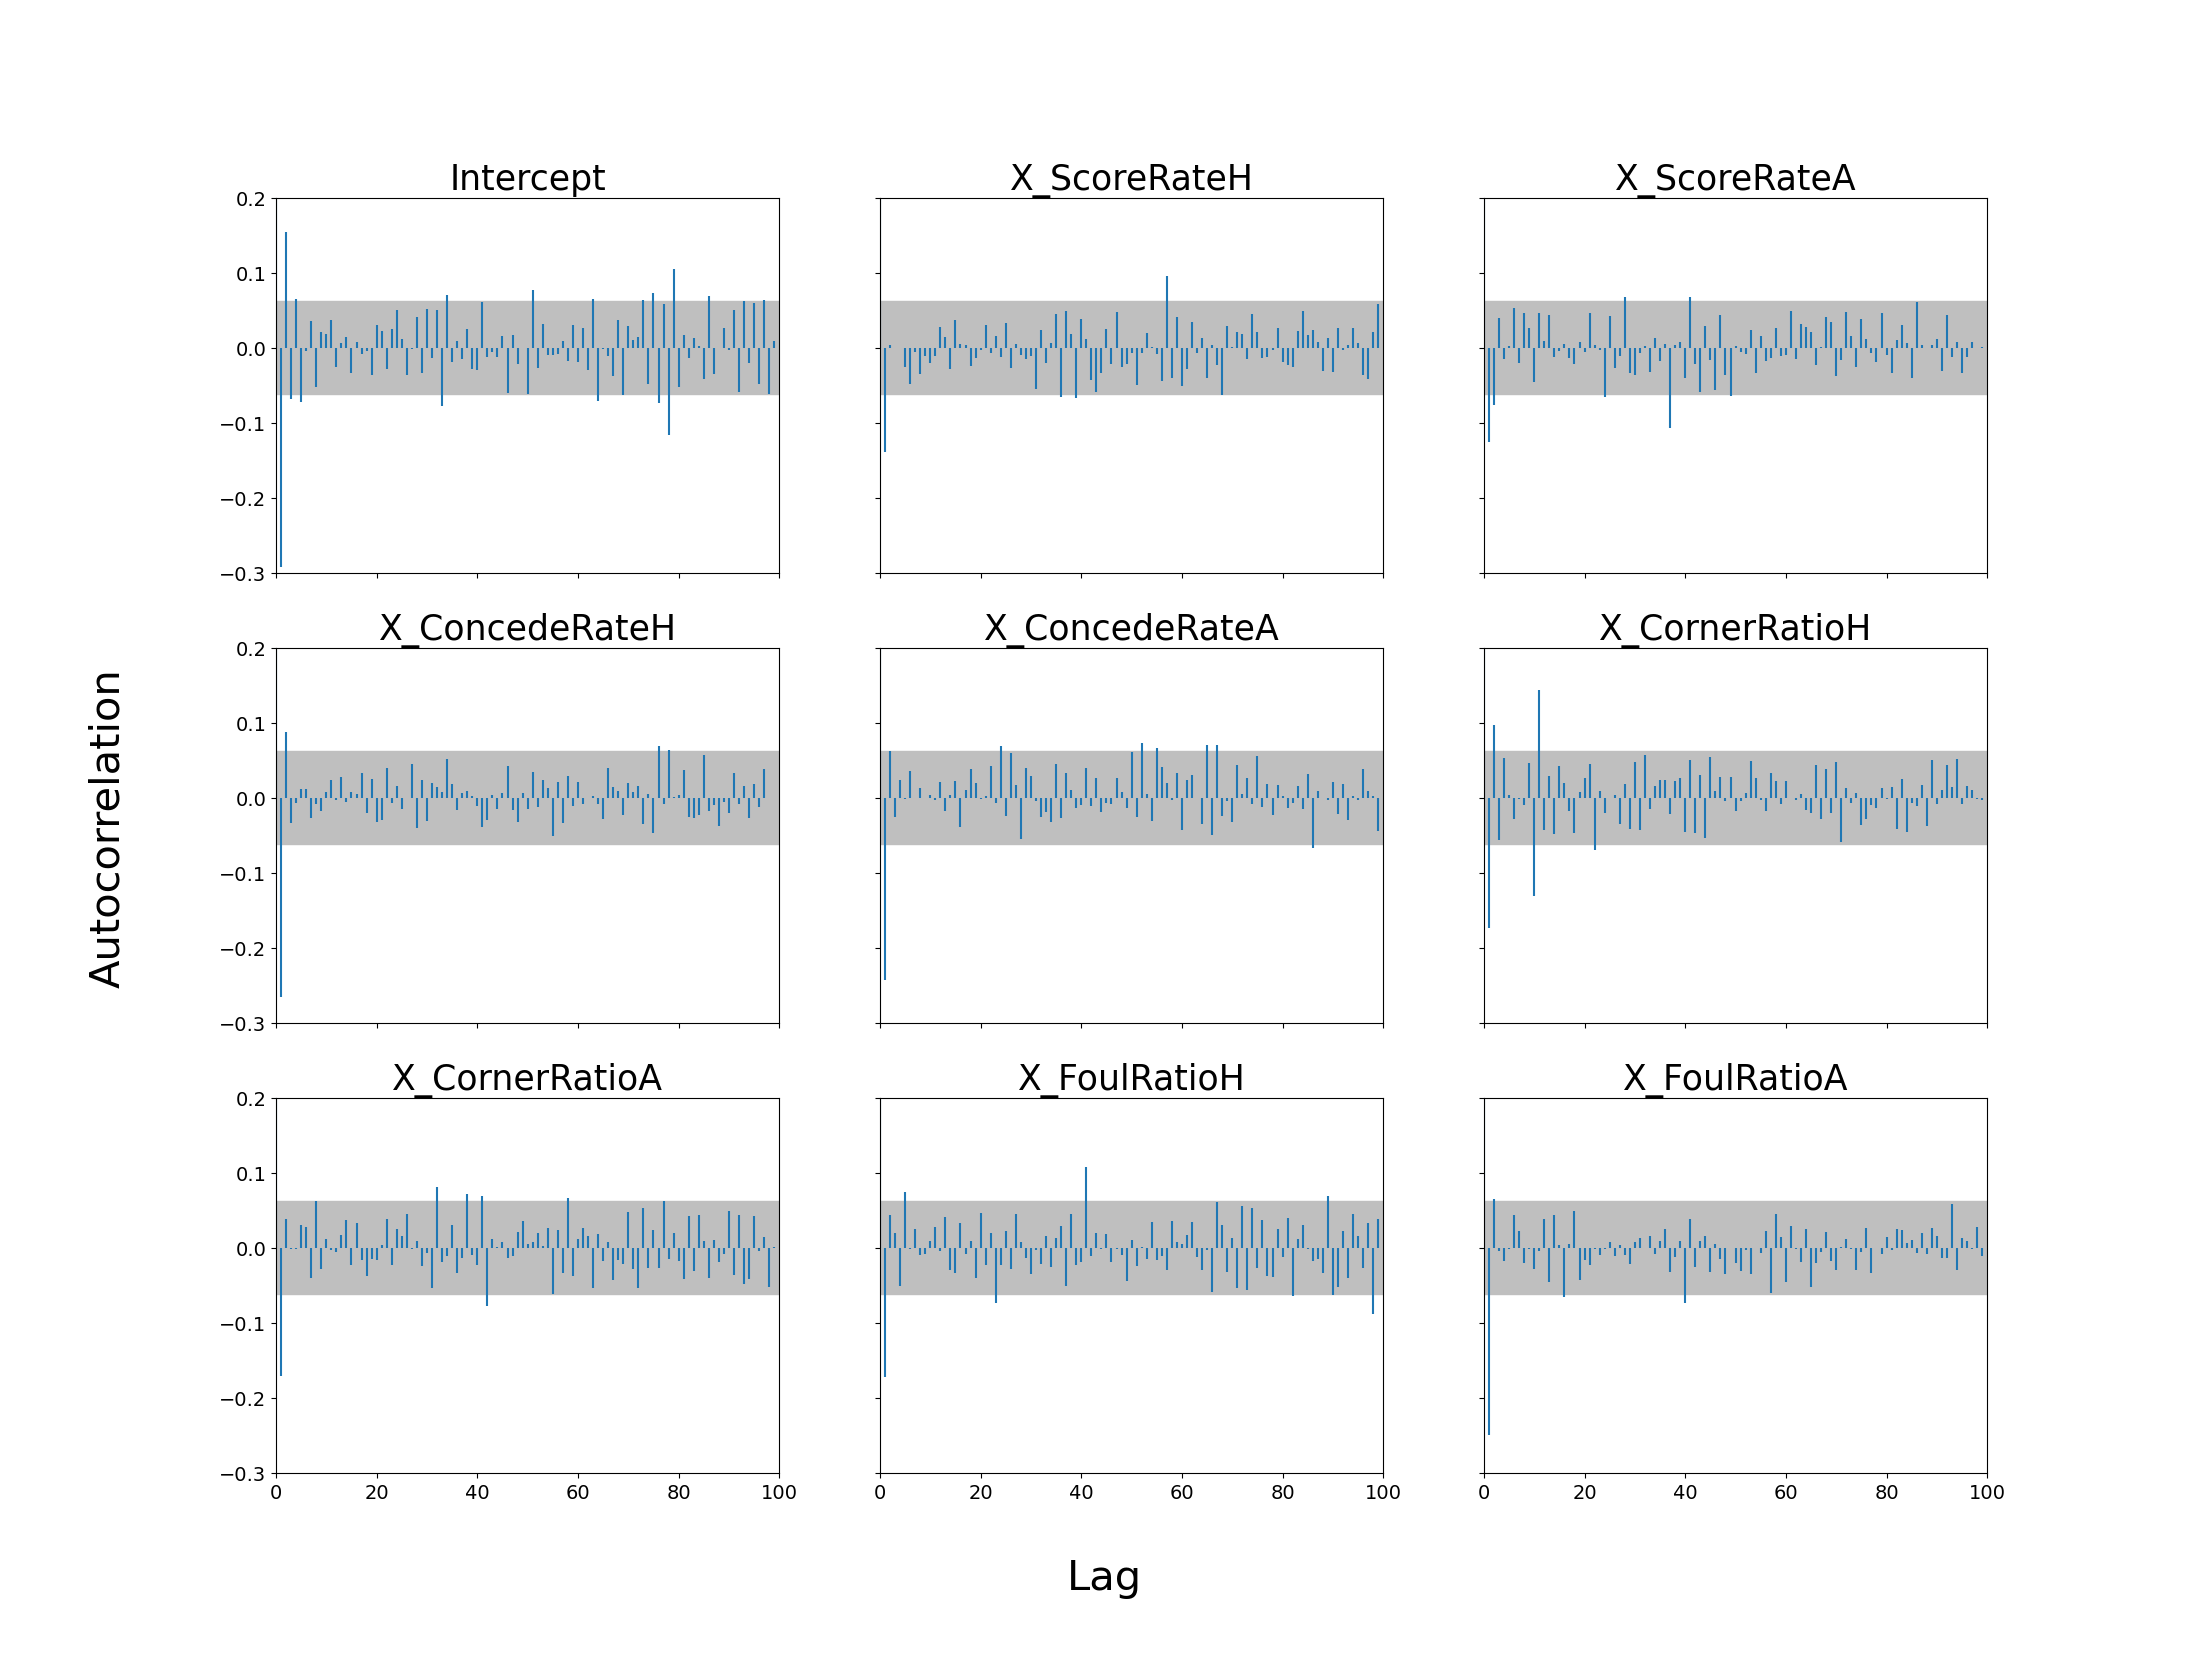 Intercept
X_ScoreRateH
X_ScoreRateA
0.2
0.1
0.0
−0.1
−0.2
−0.3
X_ConcedeRateH
X_ConcedeRateA
X_CornerRatioH
0.2
0.1
0.0
−0.1
−0.2
−0.3
Autocorrelation
X_CornerRatioA
X_FoulRatioH
X_FoulRatioA
0.2
0.1
0.0
−0.1
−0.2
−0.3
0 20 40 60 80 100
0 20 40 60 80 100
0 20 40 60 80 100
Lag